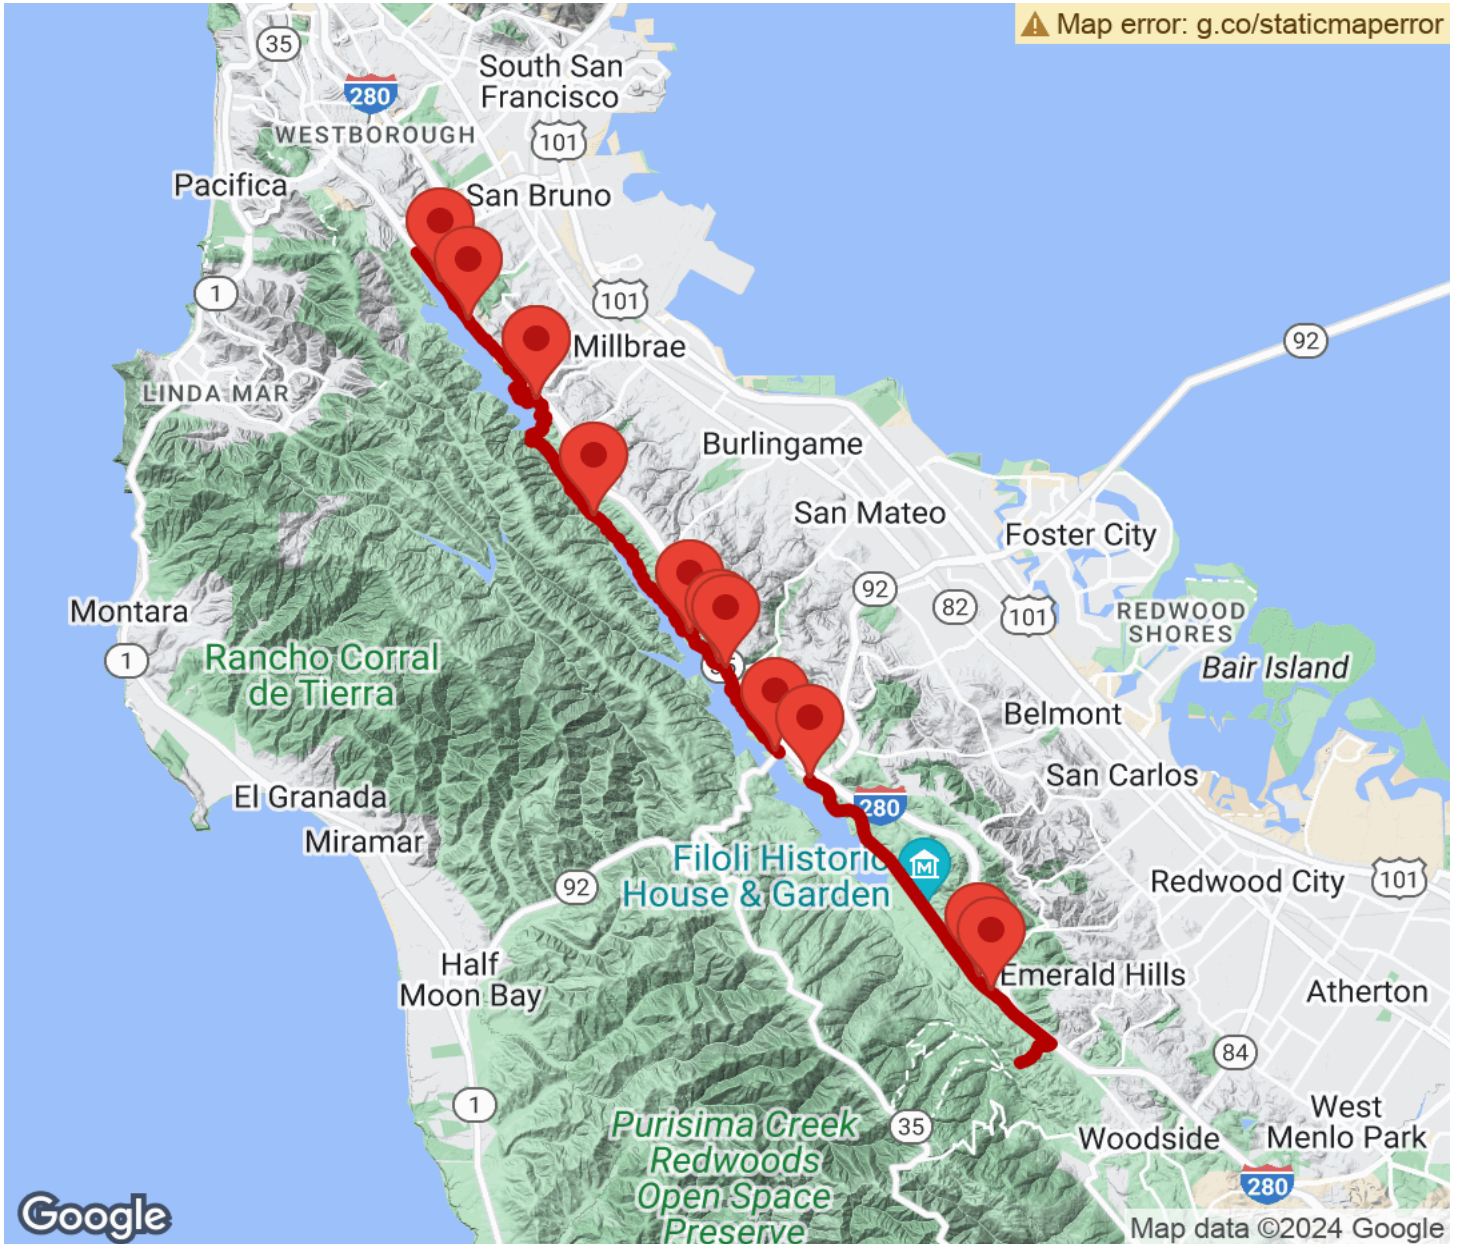 Map error: g.co/staticmaperror
35
South San
Francisco
280
101
WESTBOROUGH
Pacifica
San Bruno
1
101
92
Millbrae
LINDA MAR
Burlingame
San Mateo
Foster City
92
82
101
REDWOOD
SHORES
Montara
1
Rancho Corral
de Tierra
Bair Island
Belmont
San Carlos
El Granada
280
Miramar
Filoli Historic
House & Garden
92
Redwood City
101
Half
Moon Bay
Emerald Hills
Atherton
84
1
35
Purisima Creek
Redwoods
Open Space
Preserve
Woodside
West
Menlo Park
280
Google
Map data ©2024 Google